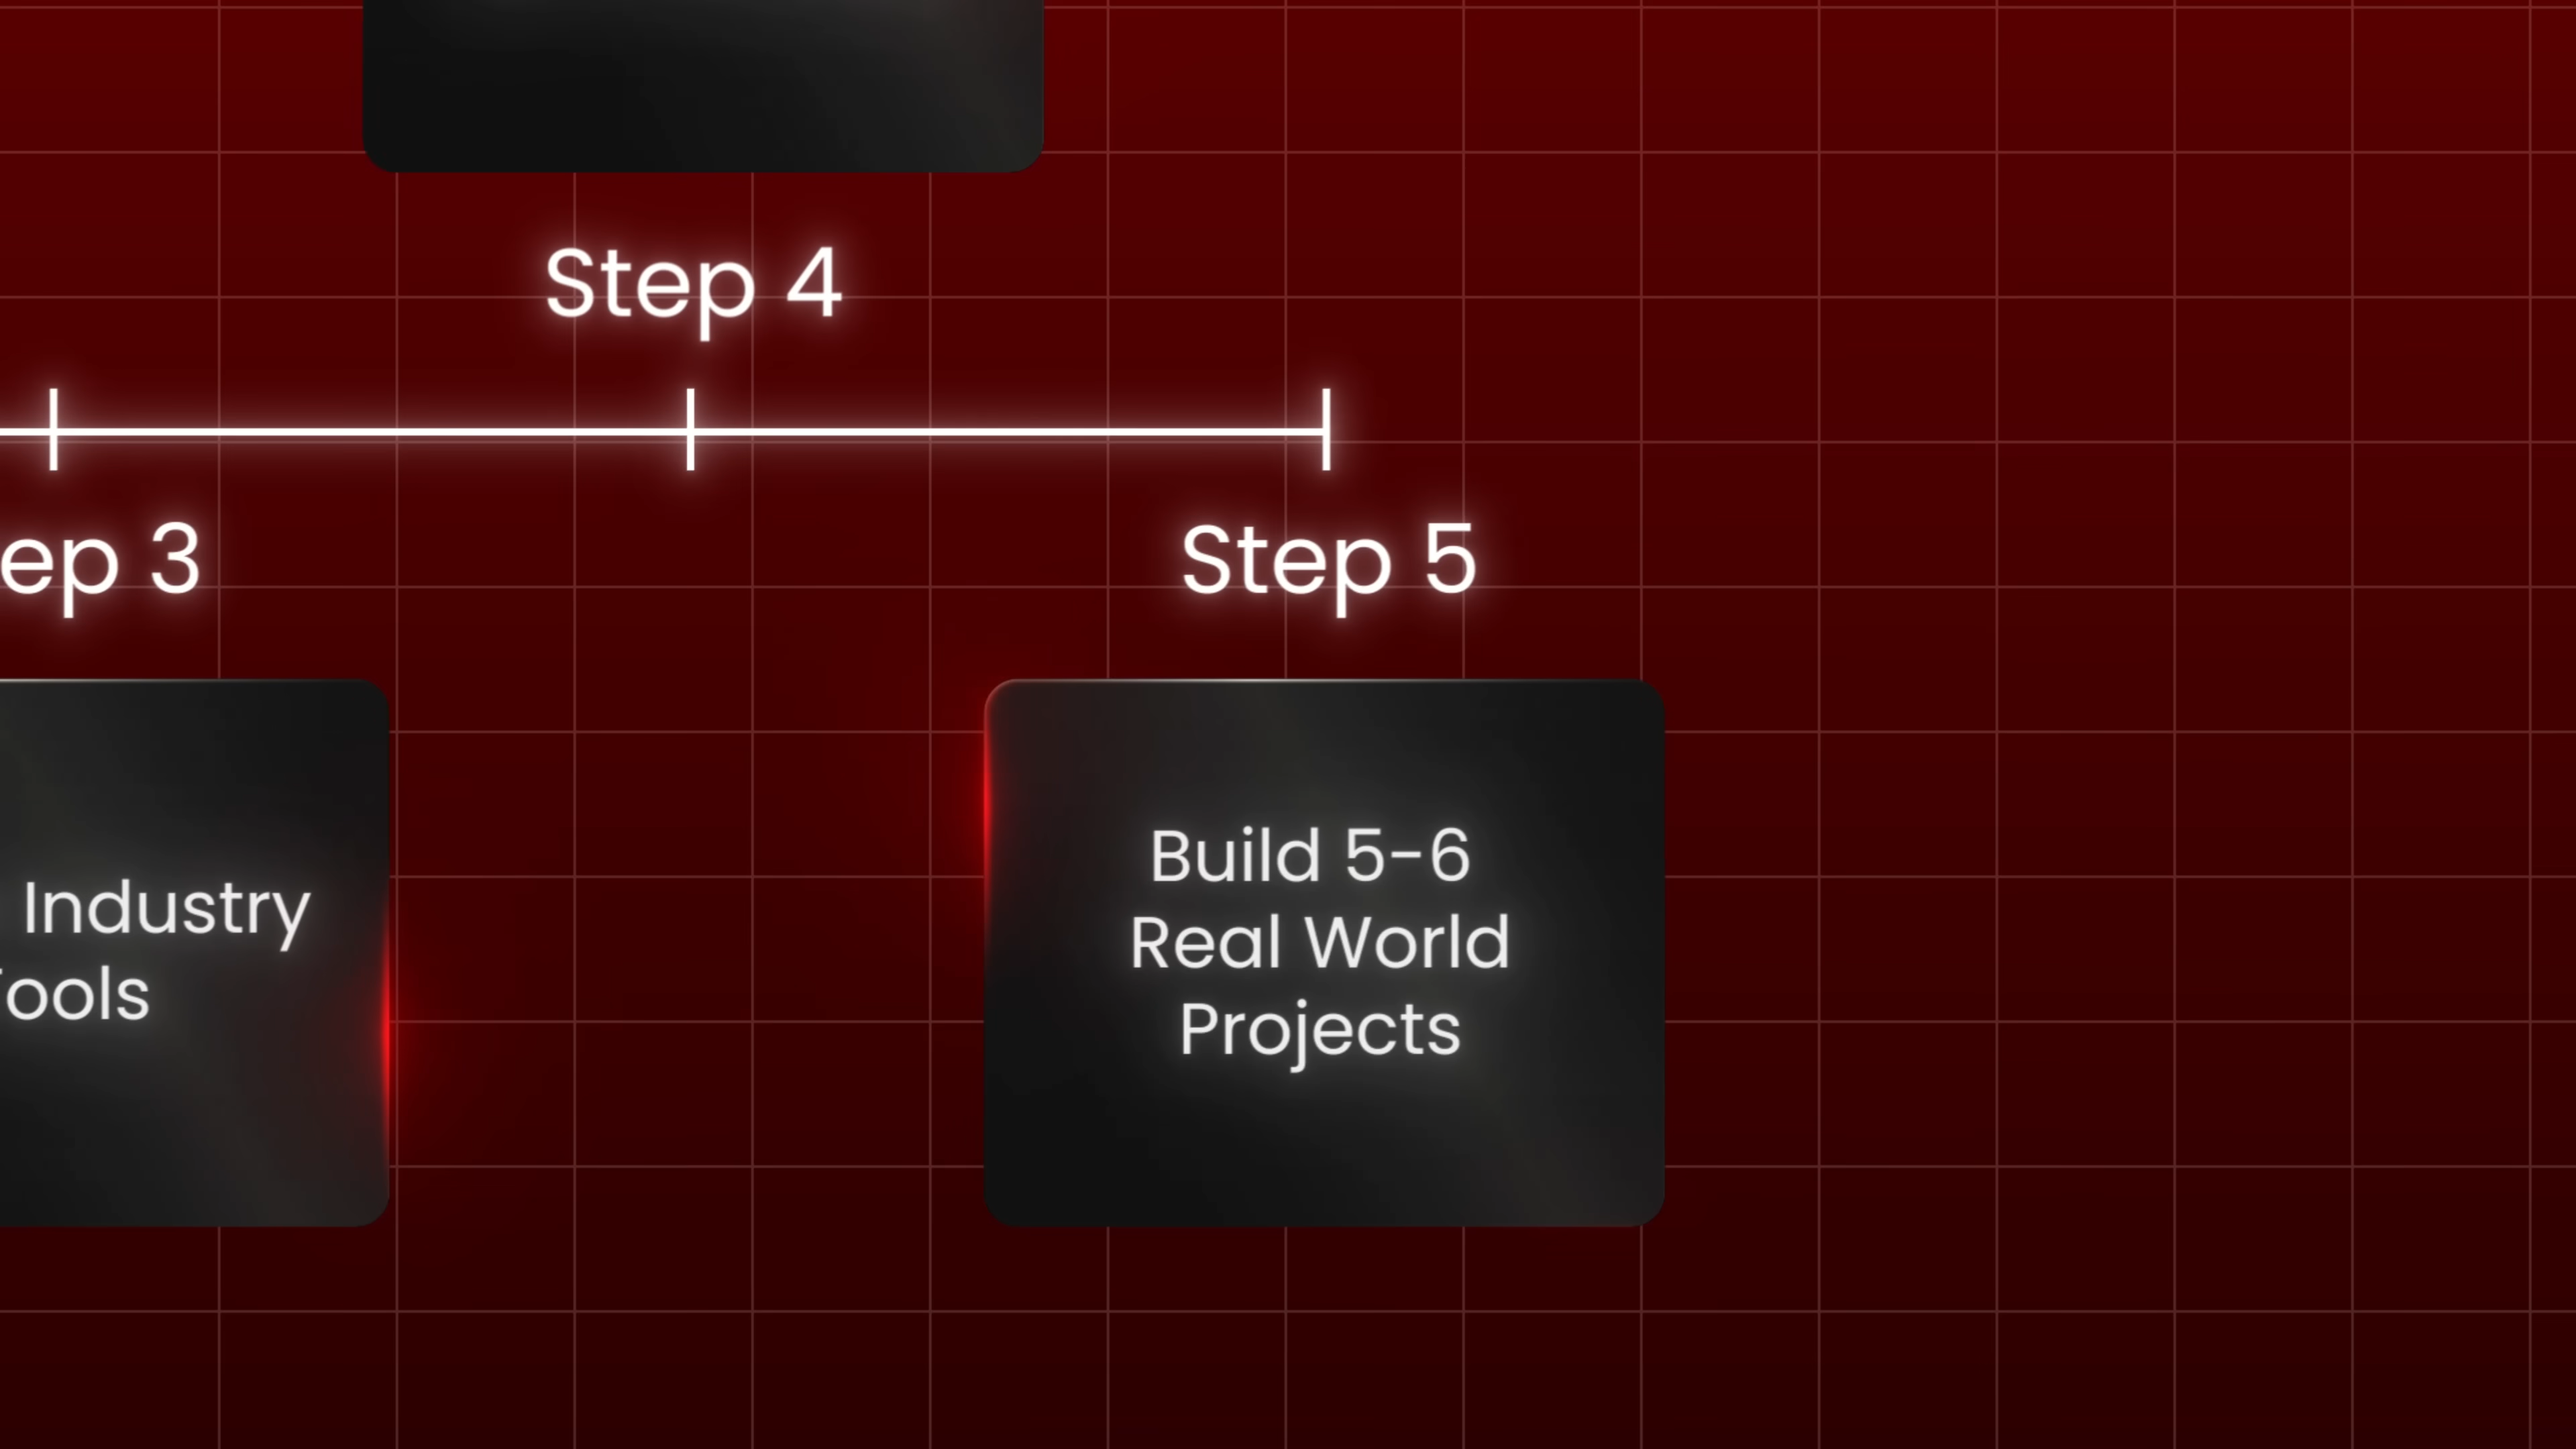 Step 4
ep 3
Step 5
Industry
ools
Build 5-6
Real World
Projects